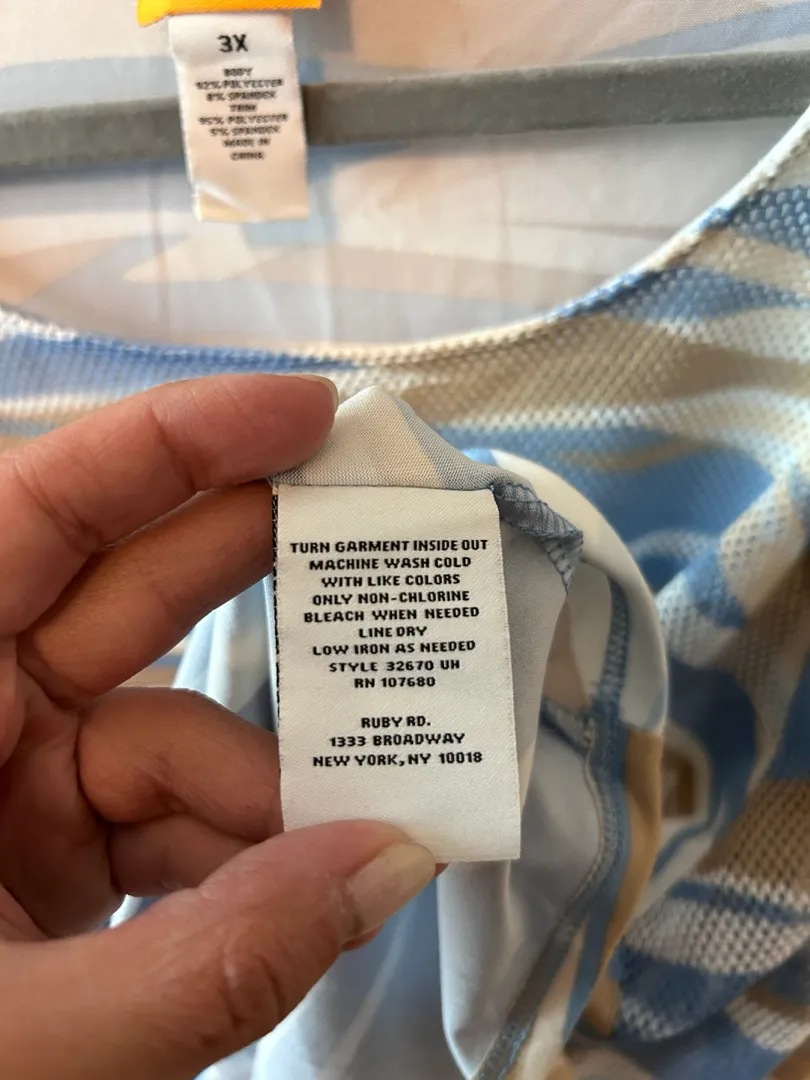 3X
BODY
92% POLYESTER
8% SPANDEX
TRIM
95% POLYESTER
5% SPANDEX
MADE IN
CHINA
TURN GARMENT INSIDE OUT
MACHINE WASH COLD
WITH LIKE COLORS
ONLY NON-CHLORINE
BLEACH WHEN NEEDED
LINE DRY
LOW IRON AS NEEDED
STYLE 32670 UH
RN 107680
RUBY RD.
1333 BROADWAY
NEW YORK, NY 10018